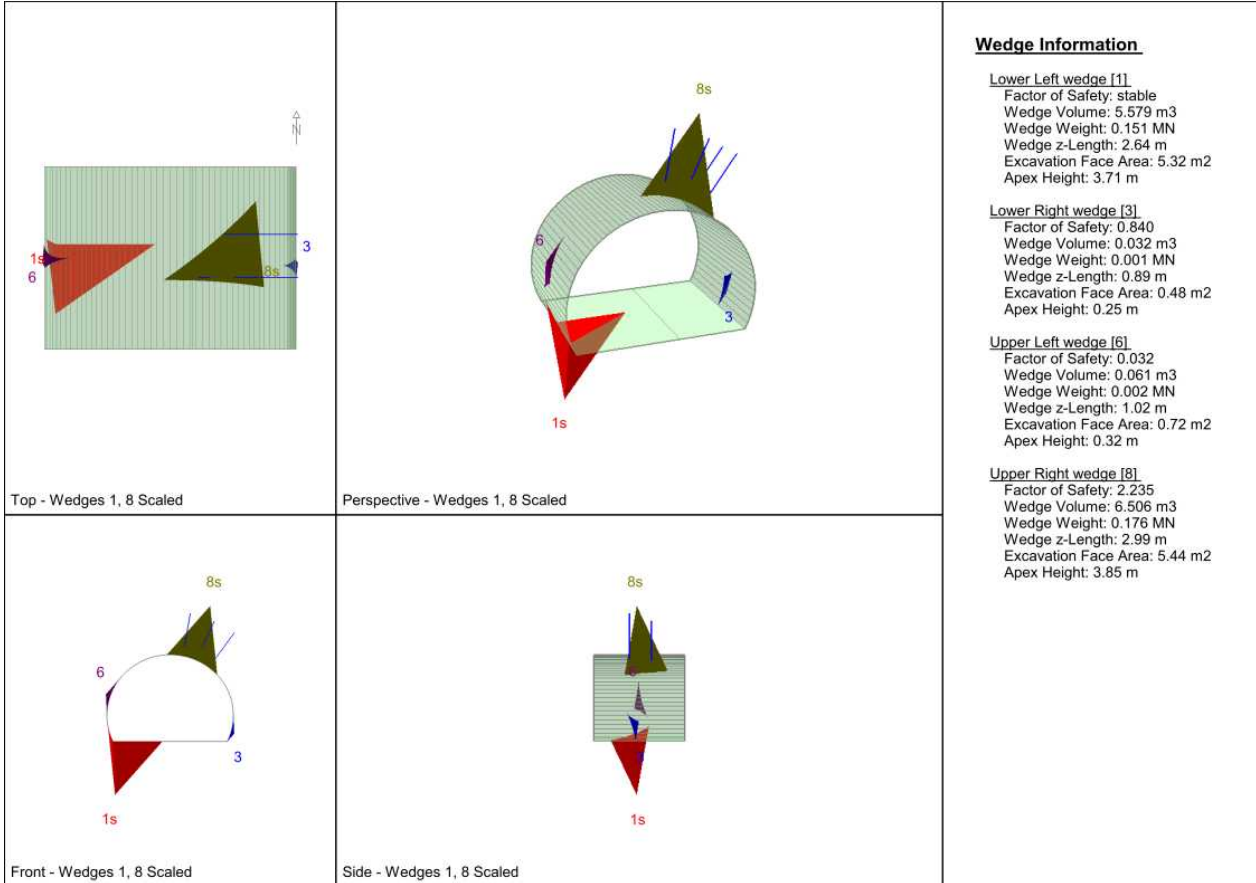 N
1s
6
3
8s
Top - Wedges 1, 8 Scaled
8s
6
3
1s
Perspective - Wedges 1, 8 Scaled
8s
6
3
1s
Front - Wedges 1, 8 Scaled
8s
6
3
1s
Side - Wedges 1, 8 Scaled
Wedge Information
Lower Left wedge [1]
Factor of Safety: stable
Wedge Volume: 5.579 m3
Wedge Weight: 0.151 MN
Wedge z-Length: 2.64 m
Excavation Face Area: 5.32 m2
Apex Height: 3.71 m
Lower Right wedge [3]
Factor of Safety: 0.840
Wedge Volume: 0.032 m3
Wedge Weight: 0.001 MN
Wedge z-Length: 0.89 m
Excavation Face Area: 0.48 m2
Apex Height: 0.25 m
Upper Left wedge [6]
Factor of Safety: 0.032
Wedge Volume: 0.061 m3
Wedge Weight: 0.002 MN
Wedge z-Length: 1.02 m
Excavation Face Area: 0.72 m2
Apex Height: 0.32 m
Upper Right wedge [8]
Factor of Safety: 2.235
Wedge Volume: 6.506 m3
Wedge Weight: 0.176 MN
Wedge z-Length: 2.99 m
Excavation Face Area: 5.44 m2
Apex Height: 3.85 m